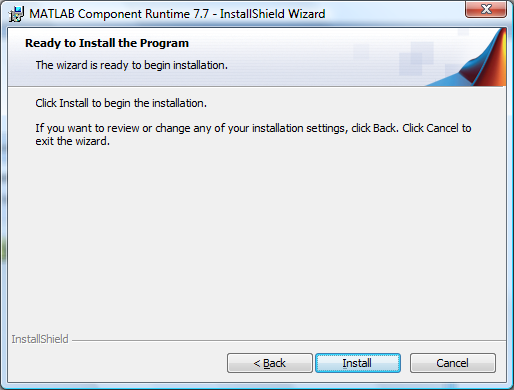 MATLAB Component Runtime 7.7 - InstallShield Wizard
Ready to Install the Program
The wizard is ready to begin installation.
Click Install to begin the installation.
If you want to review or change any of your installation settings, click Back. Click Cancel to
exit the wizard.
InstallShield
< Back
Install
Cancel